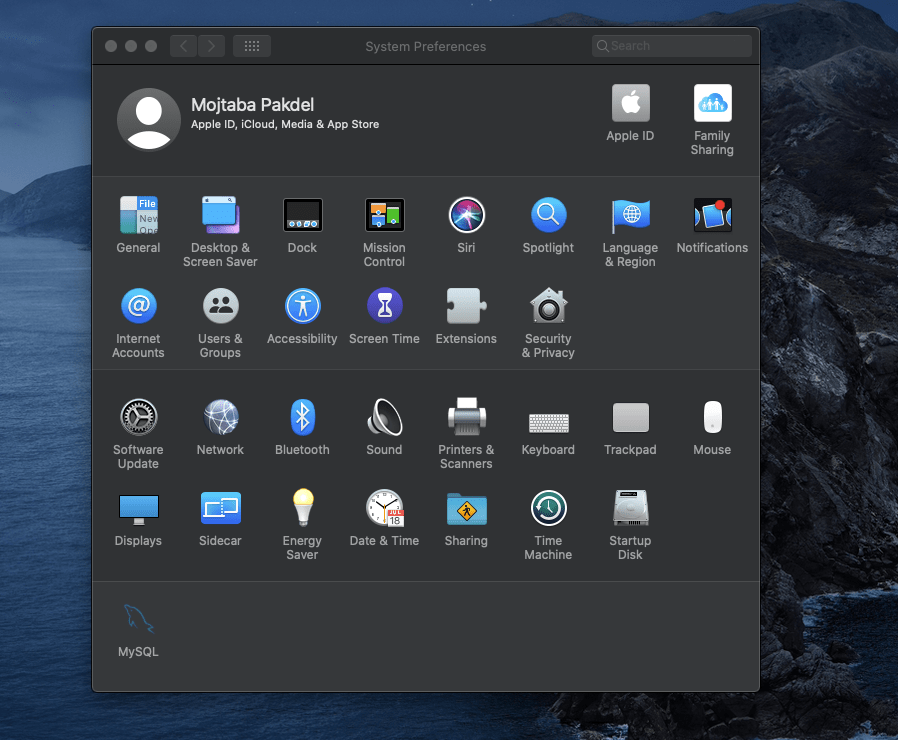 System Preferences
Search
Mojtaba Pakdel
Apple ID, iCloud, Media & App Store
Apple ID
Family
Sharing
File
New
Ope
General
Desktop &
Screen Saver
Dock
Mission
Control
Siri
Spotlight
Language
& Region
Notifications
@
Internet
Accounts
Users &
Groups
Accessibility
Screen Time
Extensions
Security
& Privacy
Software
Update
Network
Bluetooth
Sound
Printers &
Scanners
Keyboard
Trackpad
Mouse
Displays
Sidecar
Energy
Saver
JUL
18
Date & Time
Sharing
Time
Machine
Startup
Disk
MySQL